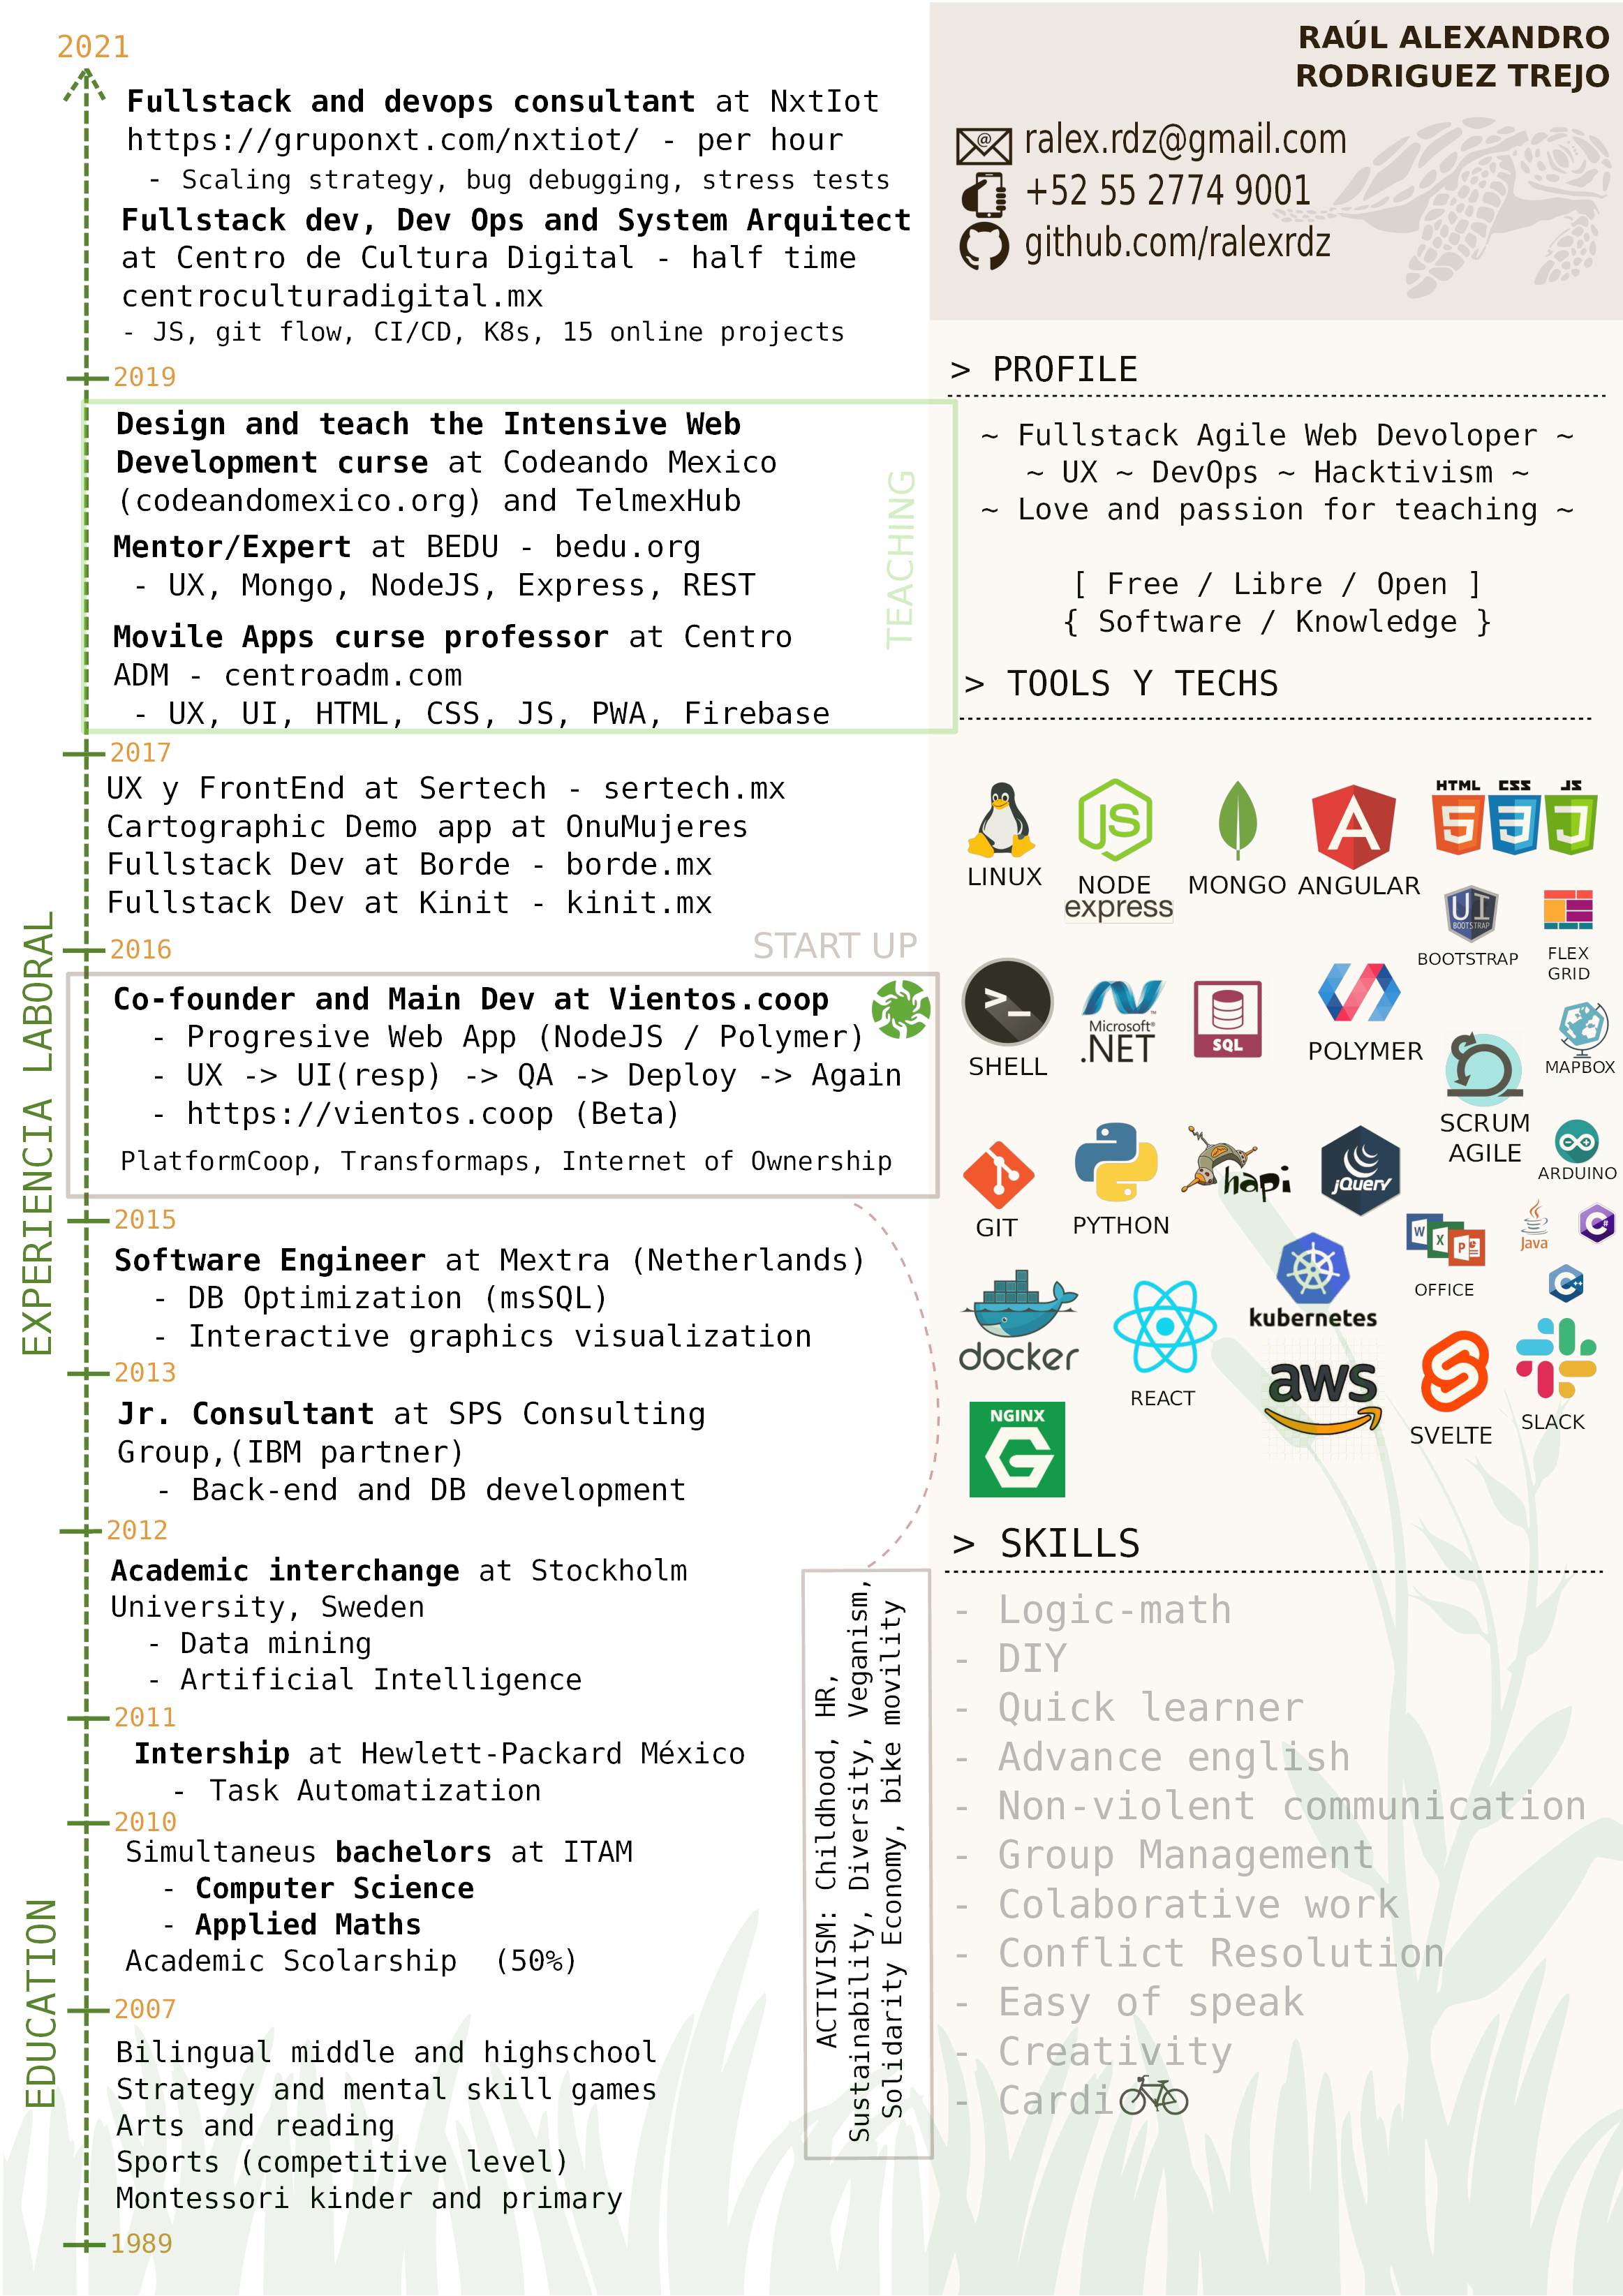 2021
Fullstack and devops consultant at NxtIot
https://gruponxt.com/nxtiot/ - per hour
- Scaling strategy, bug debugging, stress tests
Fullstack dev, Dev Ops and System Arquitect
at Centro de Cultura Digital - half time
centroculturadigital.mx
- JS, git flow, CI/CD, K8s, 15 online projects
2019
Design and teach the Intensive Web
Development curse at Codeando Mexico
(codeandomexico.org) and TelmexHub
Mentor/Expert at BEDU - bedu.org
- UX, Mongo, NodeJS, Express, REST
Movile Apps curse professor at Centro
ADM - centroadm.com
- UX, UI, HTML, CSS, JS, PWA, Firebase
TEACHING
2017
UX y FrontEnd at Sertech - sertech.mx
Cartographic Demo app at OnuMujeres
Fullstack Dev at Borde - borde.mx
Fullstack Dev at Kinit - kinit.mx
2016
START UP
Co-founder and Main Dev at Vientos.coop
- Progresive Web App (NodeJS / Polymer)
- UX -> UI(resp) -> QA -> Deploy -> Again
- https://vientos.coop (Beta)
PlatformCoop, Transformaps, Internet of Ownership
2015
Software Engineer at Mextra (Netherlands)
- DB Optimization (msSQL)
- Interactive graphics visualization
2013
Jr. Consultant at SPS Consulting
Group,(IBM partner)
- Back-end and DB development
2012
Academic interchange at Stockholm
University, Sweden
- Data mining
- Artificial Intelligence
2011
Intership at Hewlett-Packard México
- Task Automatization
2010
Simultaneus bachelors at ITAM
- Computer Science
- Applied Maths
Academic Scolarship (50%)
2007
Bilingual middle and highschool
Strategy and mental skill games
Arts and reading
Sports (competitive level)
Montessori kinder and primary
1989
EXPERIENCIA LABORAL
EDUCATION
ACTIVISM: Childhood, HR,
Sustainability, Diversity, Veganism,
Solidarity Economy, bike movility
RAÚL ALEXANDRO
RODRIGUEZ TREJO
ralex.rdz@gmail.com
+52 55 2774 9001
github.com/ralexrdz
> PROFILE
~ Fullstack Agile Web Devoloper ~
~ UX ~ DevOps ~ Hacktivism ~
~ Love and passion for teaching ~
[ Free / Libre / Open ]
{ Software / Knowledge }
> TOOLS Y TECHS
HTML CSS JS
5 3
JS
A
LINUX
NODE
express
MONGO
ANGULAR
UI
BOOTSTRAP
BOOTSTRAP
FLEX
GRID
>_
SHELL
Microsoft®
.NET
SQL
POLYMER
MAPBOX
SCRUM
AGILE
ARDUINO
GIT
PYTHON
hapi
jQuery
W X P
OFFICE
Java
C#
C++
docker
REACT
kubernetes
aws
SVELTE
SLACK
NGINX
G
> SKILLS
- Logic-math
- DIY
- Quick learner
- Advance english
- Non-violent communication
- Group Management
- Colaborative work
- Conflict Resolution
- Easy of speak
- Creativity
- Cardi